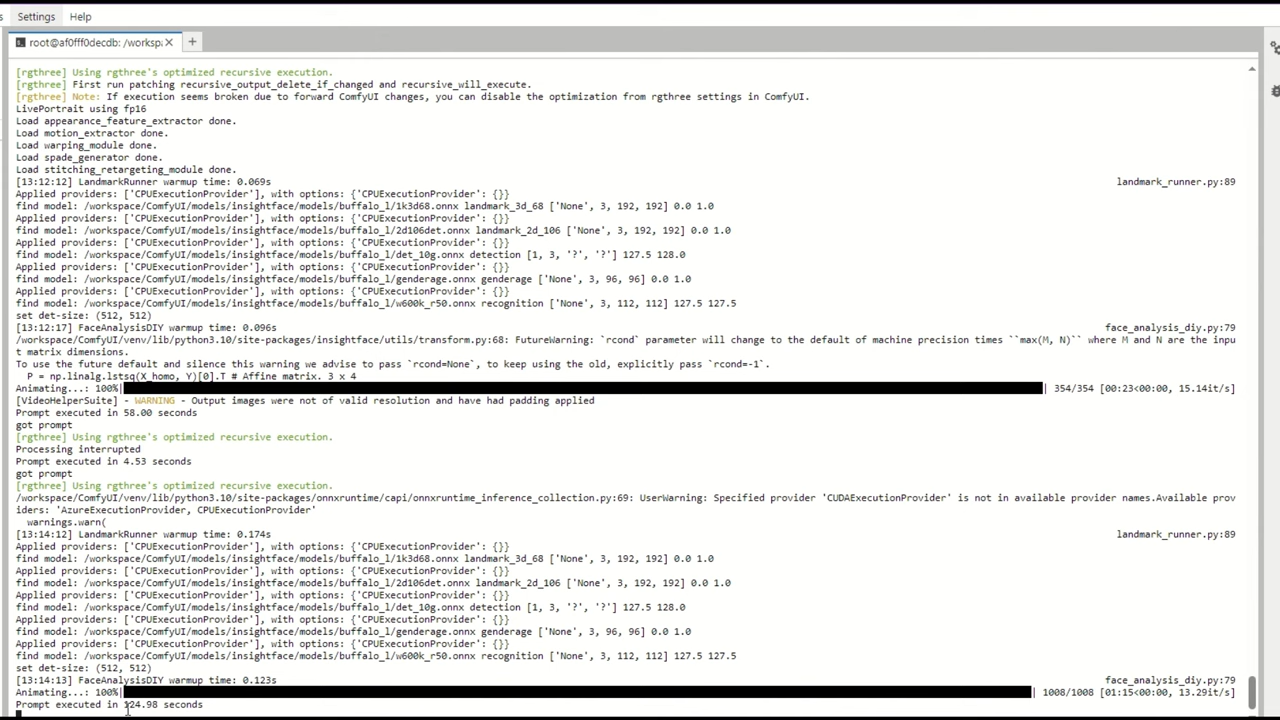 s Settings Help
root@af0fff0decdb: /workspa × +
[rgthree] Using rgthree's optimized recursive execution.
[rgthree] First run patching recursive_output_delete_if_changed and recursive_will_execute.
[rgthree] Note: If execution seems broken due to forward ComfyUI changes, you can disable the optimization from rgthree settings in ComfyUI.
LivePortrait using fp16
Load appearance_feature_extractor done.
Load motion_extractor done.
Load warping_module done.
Load spade_generator done.
Load stitching_retargeting_module done.
[13:12:12] LandmarkRunner warmup time: 0.069s landmark_runner.py:89
Applied providers: ['CPUExecutionProvider'], with options: {'CPUExecutionProvider': {}}
find model: /workspace/ComfyUI/models/insightface/models/buffalo_l/1k3d68.onnx landmark_3d_68 ['None', 3, 192, 192] 0.0 1.0
Applied providers: ['CPUExecutionProvider'], with options: {'CPUExecutionProvider': {}}
find model: /workspace/ComfyUI/models/insightface/models/buffalo_l/2d106det.onnx landmark_2d_106 ['None', 3, 192, 192] 0.0 1.0
Applied providers: ['CPUExecutionProvider'], with options: {'CPUExecutionProvider': {}}
find model: /workspace/ComfyUI/models/insightface/models/buffalo_l/det_10g.onnx detection [1, 3, '?', '?'] 127.5 128.0
Applied providers: ['CPUExecutionProvider'], with options: {'CPUExecutionProvider': {}}
find model: /workspace/ComfyUI/models/insightface/models/buffalo_l/genderage.onnx genderage ['None', 3, 96, 96] 0.0 1.0
Applied providers: ['CPUExecutionProvider'], with options: {'CPUExecutionProvider': {}}
find model: /workspace/ComfyUI/models/insightface/models/buffalo_l/w600k_r50.onnx recognition ['None', 3, 112, 112] 127.5 127.5
set det-size: (512, 512)
[13:12:17] FaceAnalysisDIY warmup time: 0.096s face_analysis_diy.py:79
/workspace/ComfyUI/venv/lib/python3.10/site-packages/insightface/utils/transform.py:68: FutureWarning: `rcond` parameter will change to the default of machine precision times ``max(M, N)`` where M and N are the inpu
t matrix dimensions.
To use the future default and silence this warning we advise to pass `rcond=None`, to keep using the old, explicitly pass `rcond=-1`.
P = np.linalg.lstsq(X_homo, Y)[0].T # Affine matrix. 3 x 4
Animating...: 100%| | 354/354 [00:23<00:00, 15.14it/s]
[VideoHelperSuite] - WARNING - Output images were not of valid resolution and have had padding applied
Prompt executed in 58.00 seconds
got prompt
[rgthree] Using rgthree's optimized recursive execution.
Processing interrupted
Prompt executed in 4.53 seconds
got prompt
[rgthree] Using rgthree's optimized recursive execution.
/workspace/ComfyUI/venv/lib/python3.10/site-packages/onnxruntime/capi/onnxruntime_inference_collection.py:69: UserWarning: Specified provider 'CUDAExecutionProvider' is not in available provider names.Available prov
iders: 'AzureExecutionProvider, CPUExecutionProvider'
warnings.warn(
[13:14:12] LandmarkRunner warmup time: 0.174s landmark_runner.py:89
Applied providers: ['CPUExecutionProvider'], with options: {'CPUExecutionProvider': {}}
find model: /workspace/ComfyUI/models/insightface/models/buffalo_l/1k3d68.onnx landmark_3d_68 ['None', 3, 192, 192] 0.0 1.0
Applied providers: ['CPUExecutionProvider'], with options: {'CPUExecutionProvider': {}}
find model: /workspace/ComfyUI/models/insightface/models/buffalo_l/2d106det.onnx landmark_2d_106 ['None', 3, 192, 192] 0.0 1.0
Applied providers: ['CPUExecutionProvider'], with options: {'CPUExecutionProvider': {}}
find model: /workspace/ComfyUI/models/insightface/models/buffalo_l/det_10g.onnx detection [1, 3, '?', '?'] 127.5 128.0
Applied providers: ['CPUExecutionProvider'], with options: {'CPUExecutionProvider': {}}
find model: /workspace/ComfyUI/models/insightface/models/buffalo_l/genderage.onnx genderage ['None', 3, 96, 96] 0.0 1.0
Applied providers: ['CPUExecutionProvider'], with options: {'CPUExecutionProvider': {}}
find model: /workspace/ComfyUI/models/insightface/models/buffalo_l/w600k_r50.onnx recognition ['None', 3, 112, 112] 127.5 127.5
set det-size: (512, 512)
[13:14:13] FaceAnalysisDIY warmup time: 0.123s face_analysis_diy.py:79
Animating...: 100%| | 1008/1008 [01:15<00:00, 13.29it/s]
Prompt executed in 124.98 seconds